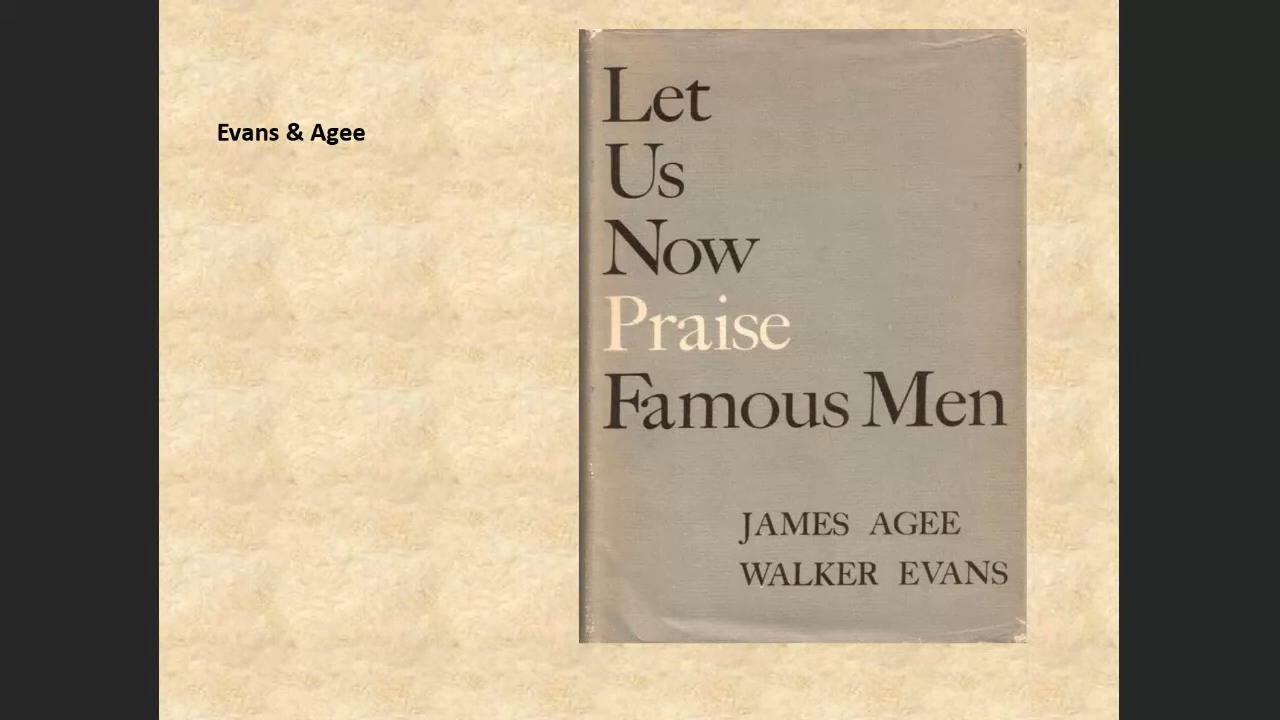 Evans & Agee
Let
Us
Now
Praise
Famous Men
JAMES AGEE
WALKER EVANS